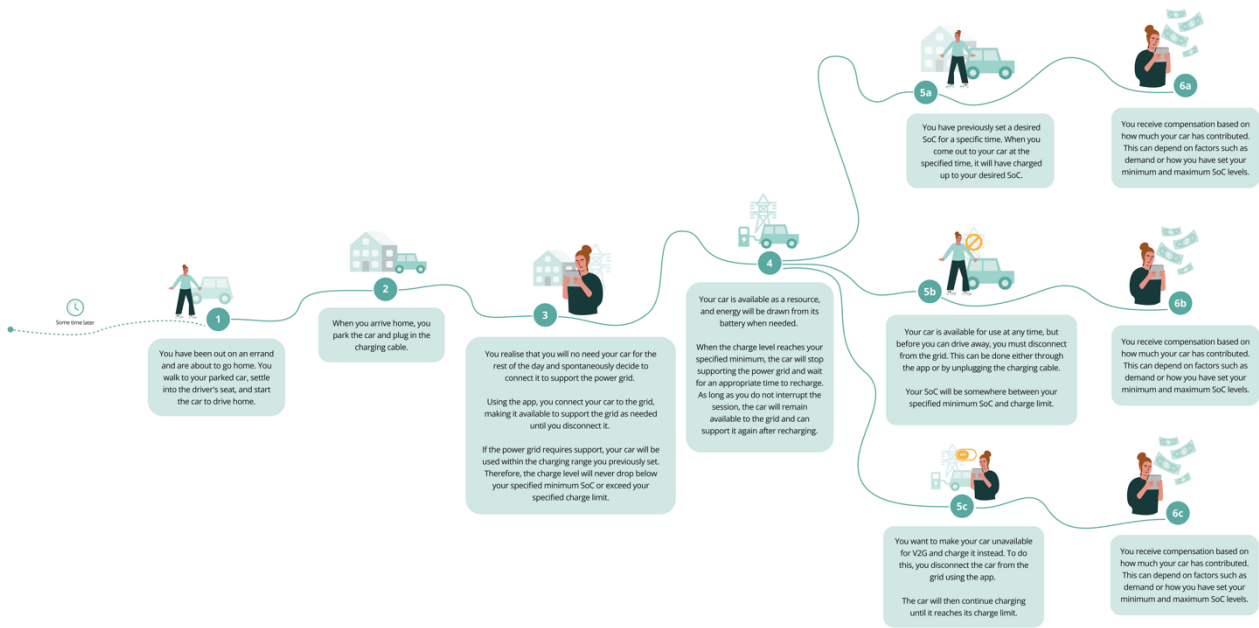 Some time later
1
You have been out on an errand
and are about to go home. You
walk to your parked car, settle
into the driver's seat, and start
the car to drive home.
2
When you arrive home, you
park the car and plug in the
charging cable.
3
You realise that you will no need your car for the
rest of the day and spontaneously decide to
connect it to support the power grid.
Using the app, you connect your car to the grid,
making it available to support the grid as needed
until you disconnect it.
If the power grid requires support, your car will be
used within the charging range you previously set.
Therefore, the charge level will never drop below
your specified minimum SoC or exceed your
specified charge limit.
4
Your car is available as a resource,
and energy will be drawn from its
battery when needed.
When the charge level reaches your
specified minimum, the car will stop
supporting the power grid and wait
for an appropriate time to recharge.
As long as you do not interrupt the
session, the car will remain
available to the grid and can
support it again after recharging.
5a
You have previously set a desired
SoC for a specific time. When you
come out to your car at the
specified time, it will have charged
up to your desired SoC.
6a
You receive compensation based on
how much your car has contributed.
This can depend on factors such as
demand or how you have set your
minimum and maximum SoC levels.
5b
Your car is available for use at any time, but
before you can drive away, you must disconnect
from the grid. This can be done either through
the app or by unplugging the charging cable.
Your SoC will be somewhere between your
specified minimum SoC and charge limit.
6b
You receive compensation based on
how much your car has contributed.
This can depend on factors such as
demand or how you have set your
minimum and maximum SoC levels.
5c
You want to make your car unavailable
for V2G and charge it instead. To do
this, you disconnect the car from the
grid using the app.
The car will then continue charging
until it reaches its charge limit.
6c
You receive compensation based on
how much your car has contributed.
This can depend on factors such as
demand or how you have set your
minimum and maximum SoC levels.